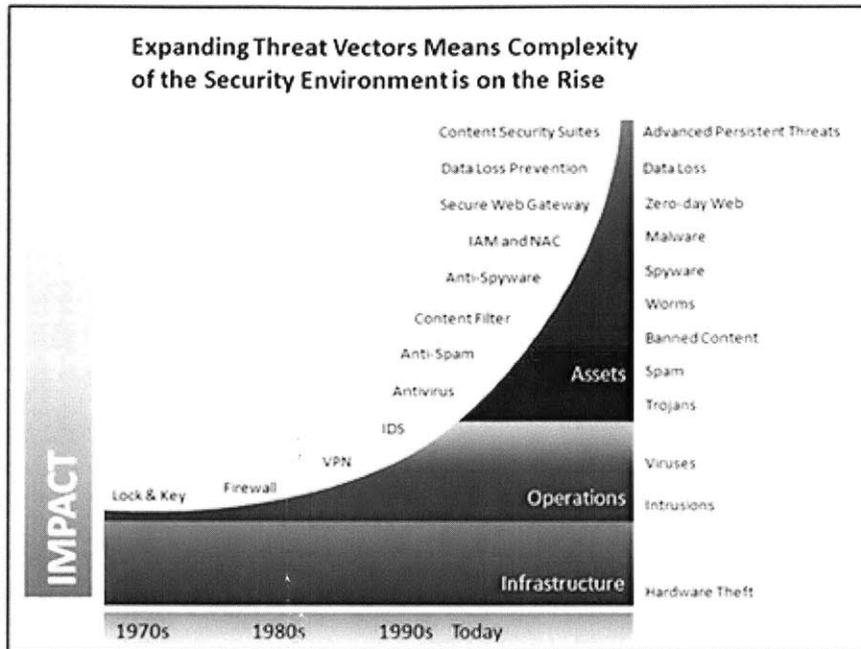 Expanding Threat Vectors Means Complexity
of the Security Environment is on the Rise
Content Security Suites
Data Loss Prevention
Secure Web Gateway
IAM and NAC
Anti-Spyware
Content Filter
Anti-Spam
Antivirus
IDS
VPN
Firewall
Lock & Key
Advanced Persistent Threats
Data Loss
Zero-day Web
Malware
Spyware
Worms
Banned Content
Spam
Trojans
Viruses
Intrusions
Hardware Theft
Assets
Operations
Infrastructure
IMPACT
1970s
1980s
1990s
Today